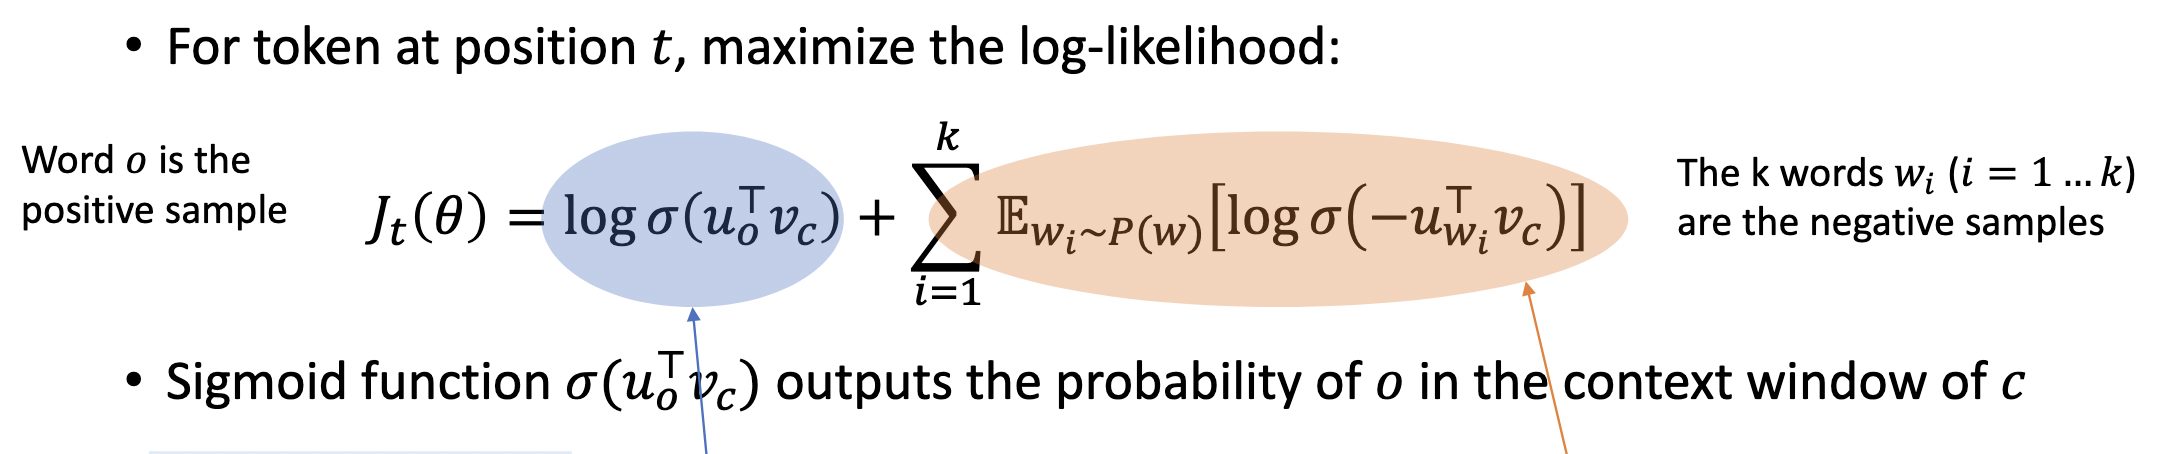 • For token at position t, maximize the log-likelihood:
Word o is the
positive sample
J_t(θ) = log σ(u_o^⊤ v_c) + ∑_{i=1}^{k} 𝔼_{w_i∼P(w)}[log σ(−u_{w_i}^⊤ v_c)]
The k words w_i (i = 1 … k)
are the negative samples
• Sigmoid function σ(u_o^⊤ v_c) outputs the probability of o in the context window of c